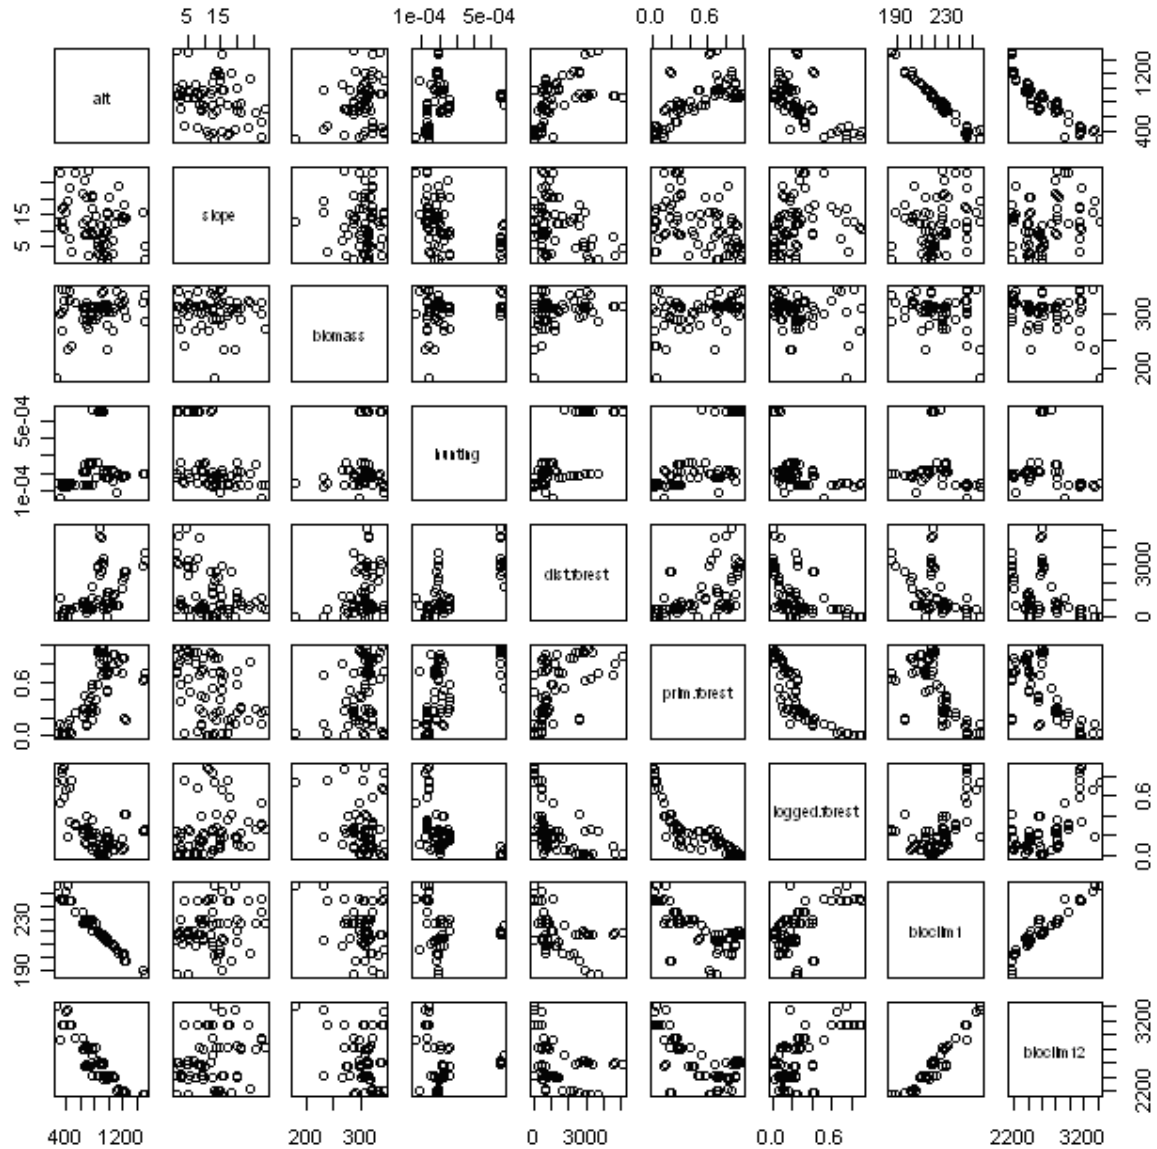 5 15 1e-04 5e-04 0.0 0.6 190 230
alt 400 1200
5 15 slope
biomass 200 300
1e-04 5e-04 hunting
dist.forest 0 3000
0.0 0.6 prim.forest
logged.forest 0.0 0.6
190 230 bioclim1
bioclim12 2200 3200
400 1200 200 300 0 3000 0.0 0.6 2200 3200